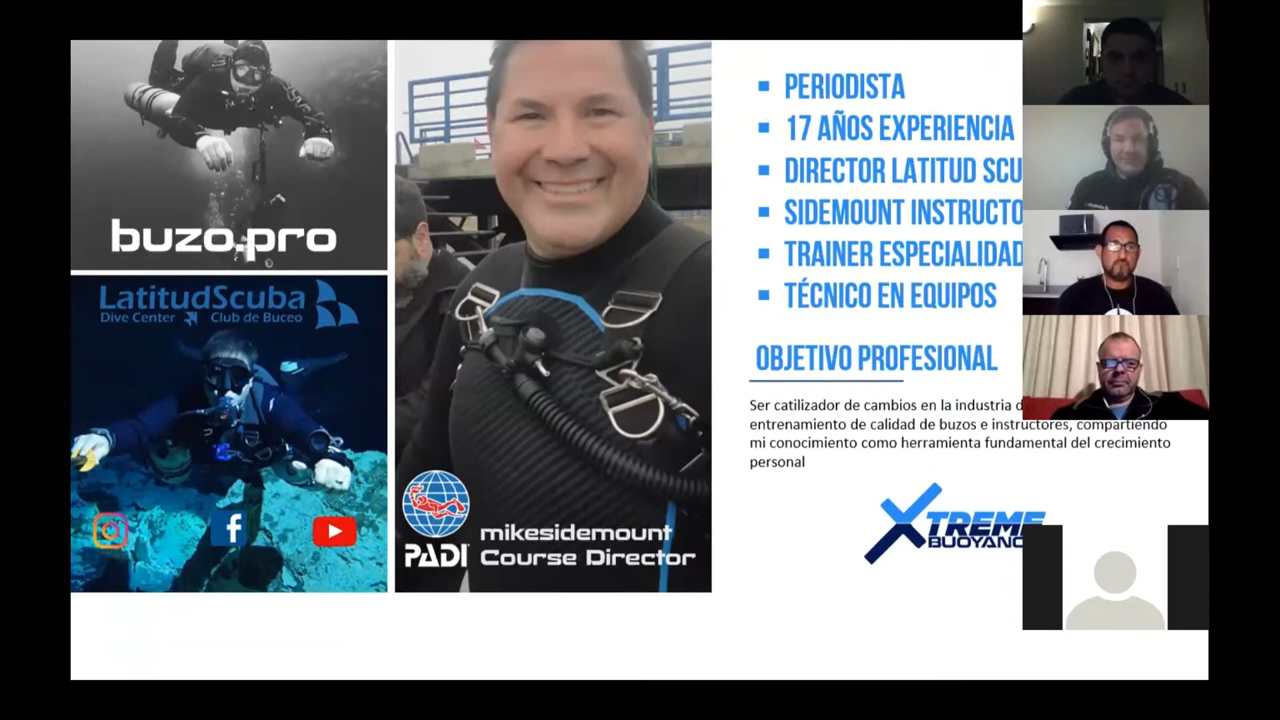 buzo.pro
LatitudScuba
Dive Center Club de Buceo
PADI
mikesidemount
Course Director
PERIODISTA
17 AÑOS EXPERIENCIA
DIRECTOR LATITUD SCU
SIDEMOUNT INSTRUCTO
TRAINER ESPECIALIDAD
TÉCNICO EN EQUIPOS
OBJETIVO PROFESIONAL
Ser catilizador de cambios en la industria d
entrenamiento de calidad de buzos e instructores, compartiendo
mi conocimiento como herramienta fundamental del crecimiento
personal
XTREME
BUOYANC